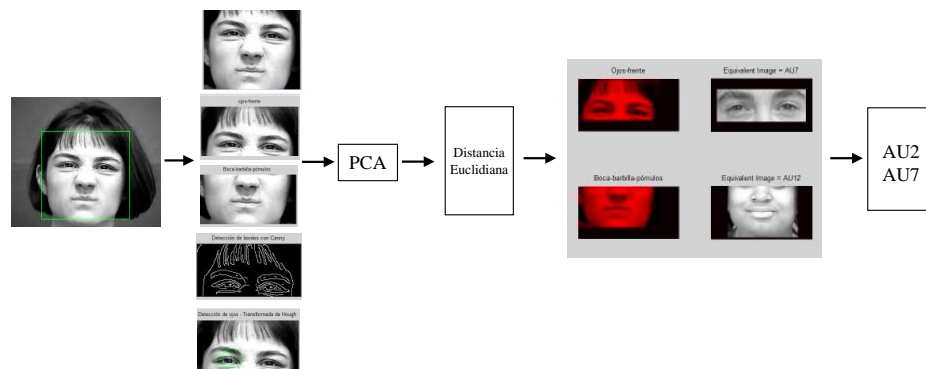 ojos-frente
Boca-barbilla-pómulos
Detección de bordes con Canny
Detección de ojos - Transformada de Hough
PCA
Distancia
Euclidiana
Ojos-frente
Equivalent Image = AU7
Boca-barbilla-pómulos
Equivalent Image = AU12
AU2
AU7